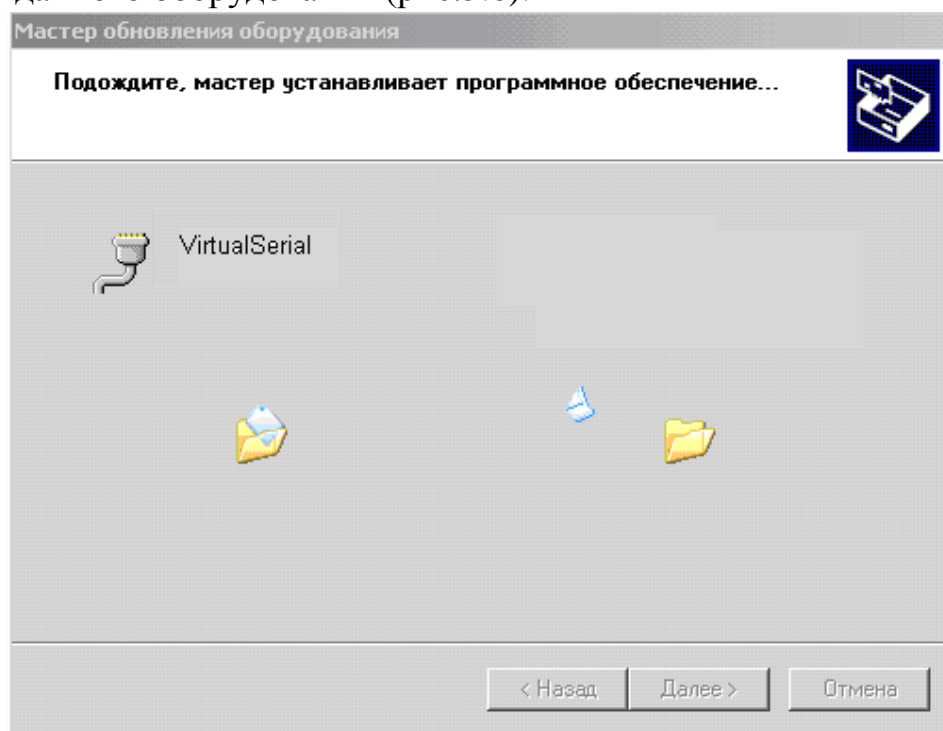 Мастер обновления оборудования
Подождите, мастер устанавливает программное обеспечение...
VirtualSerial
< Назад
Далее >
Отмена